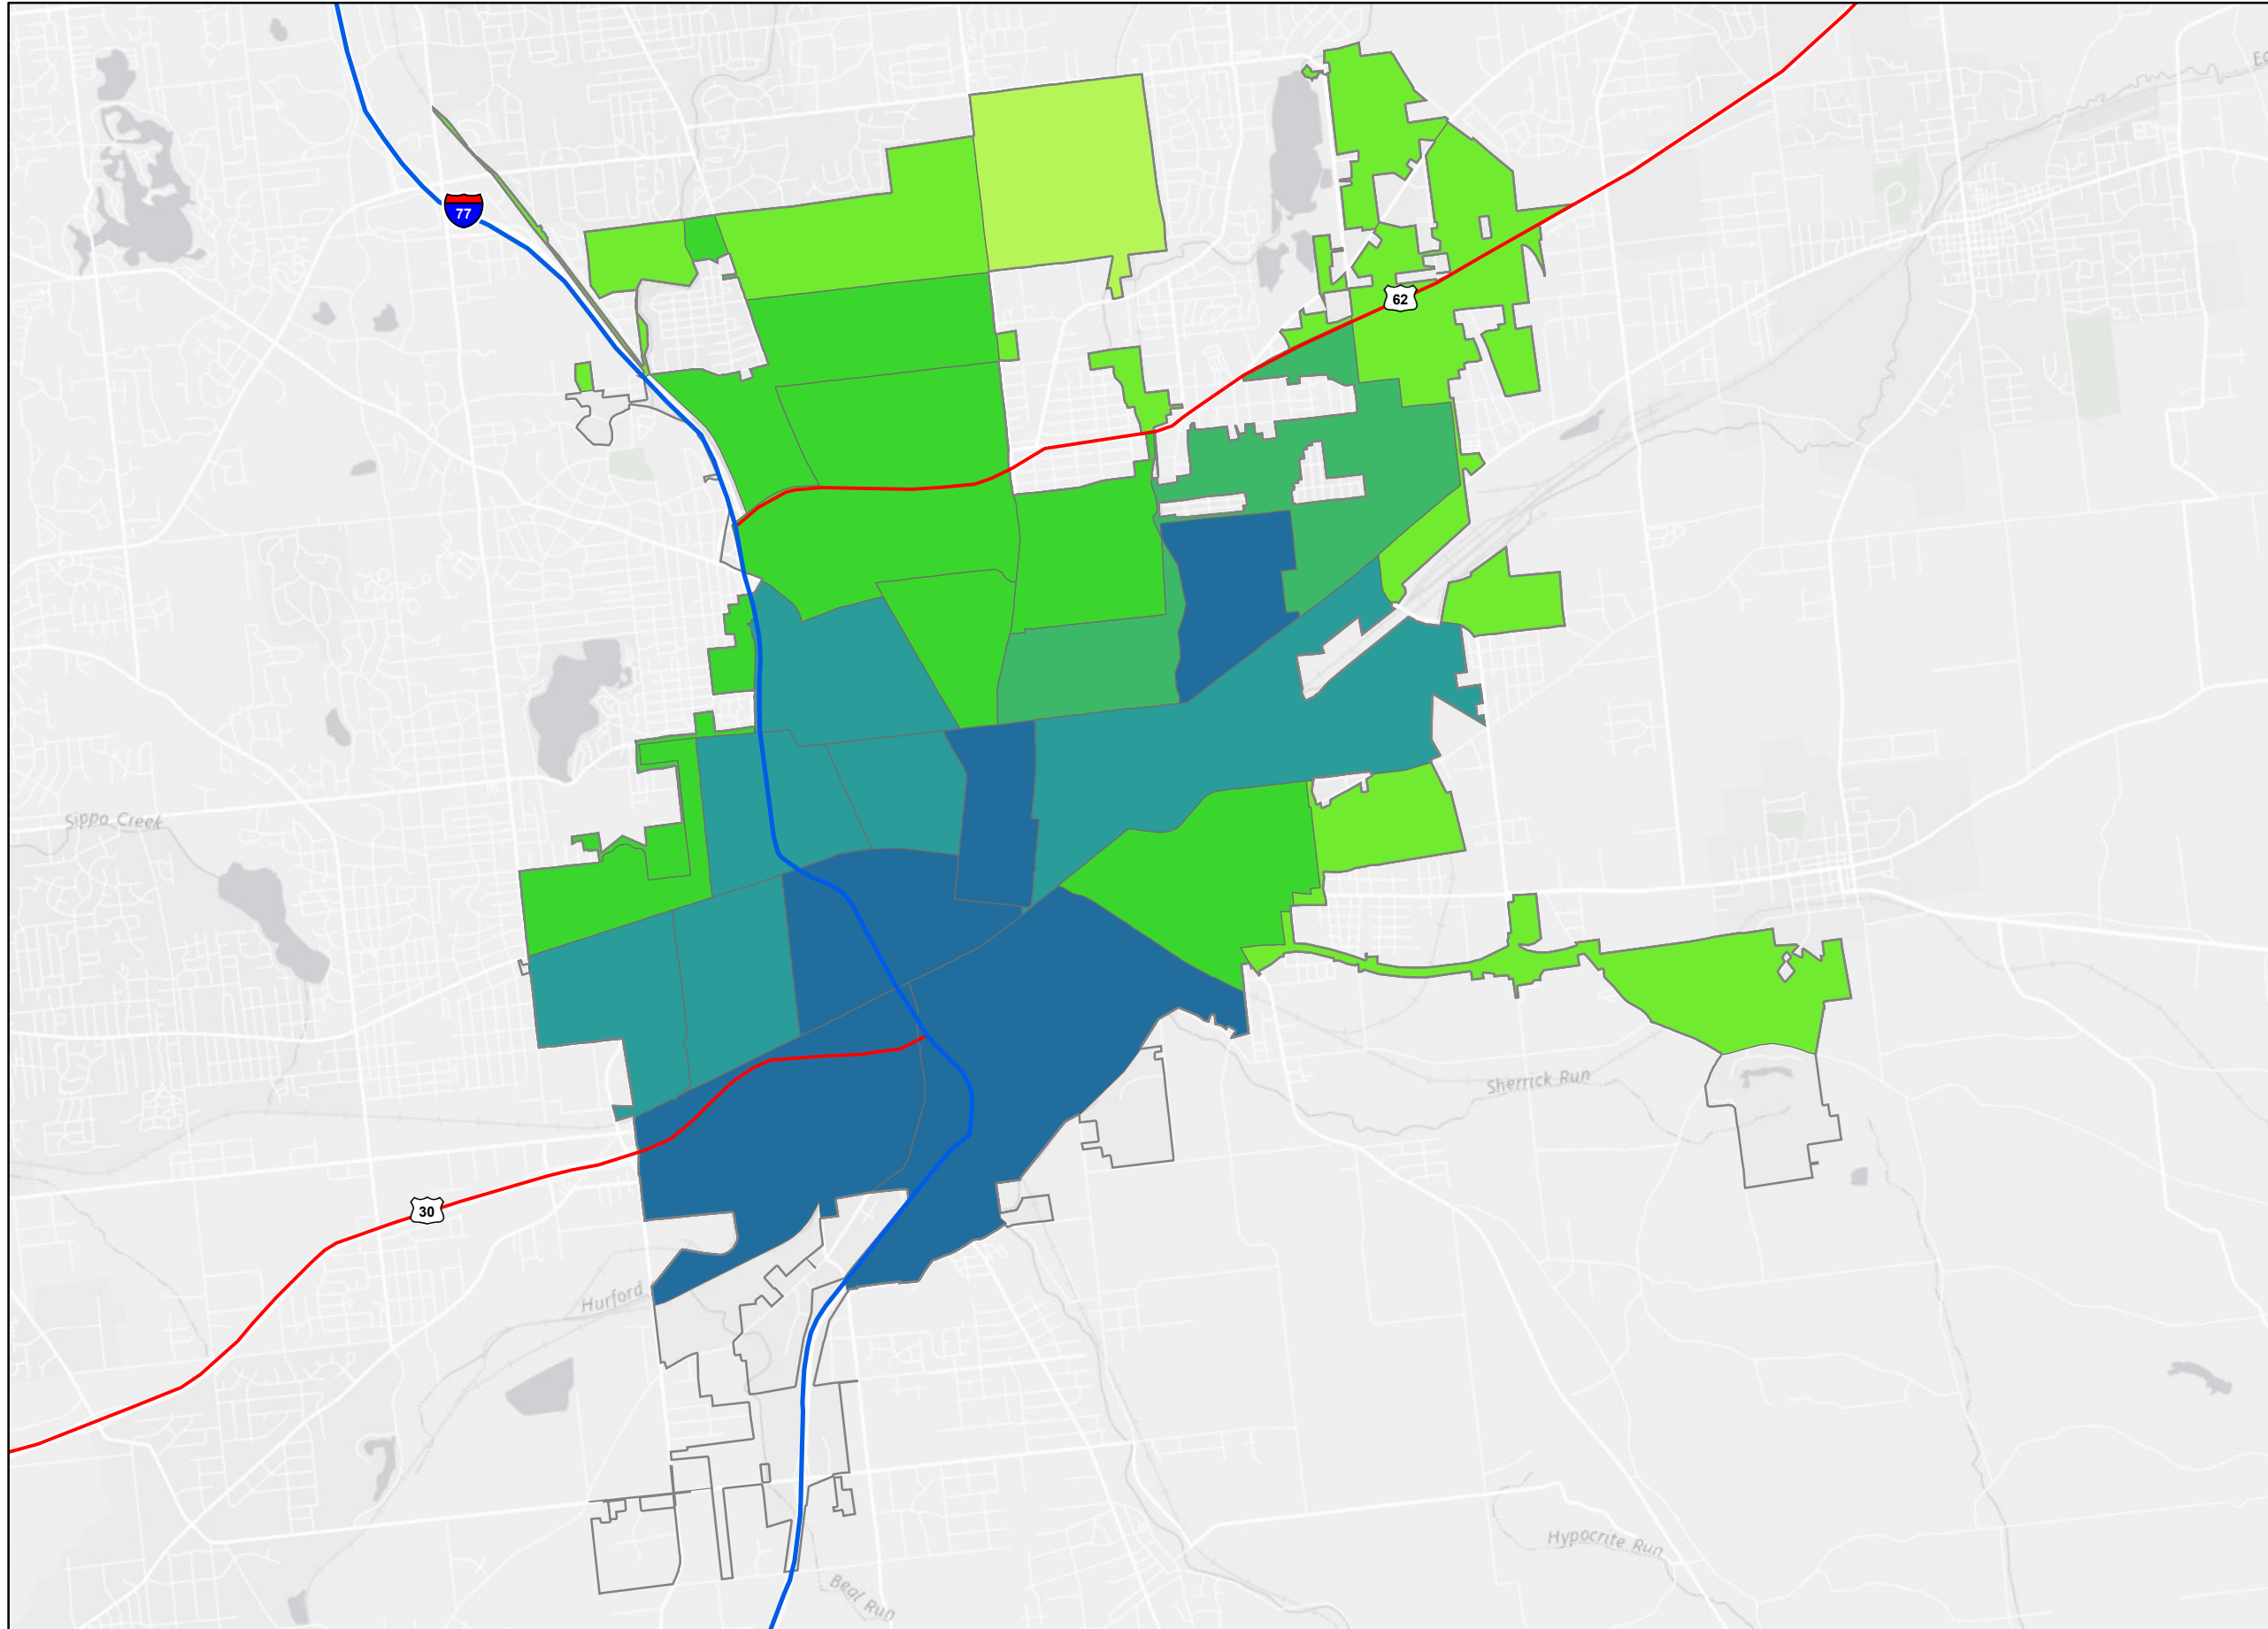 77
62
Sippo Creek
Sherrick Run
30
Hurford
Hypocrite Run
Beal Run